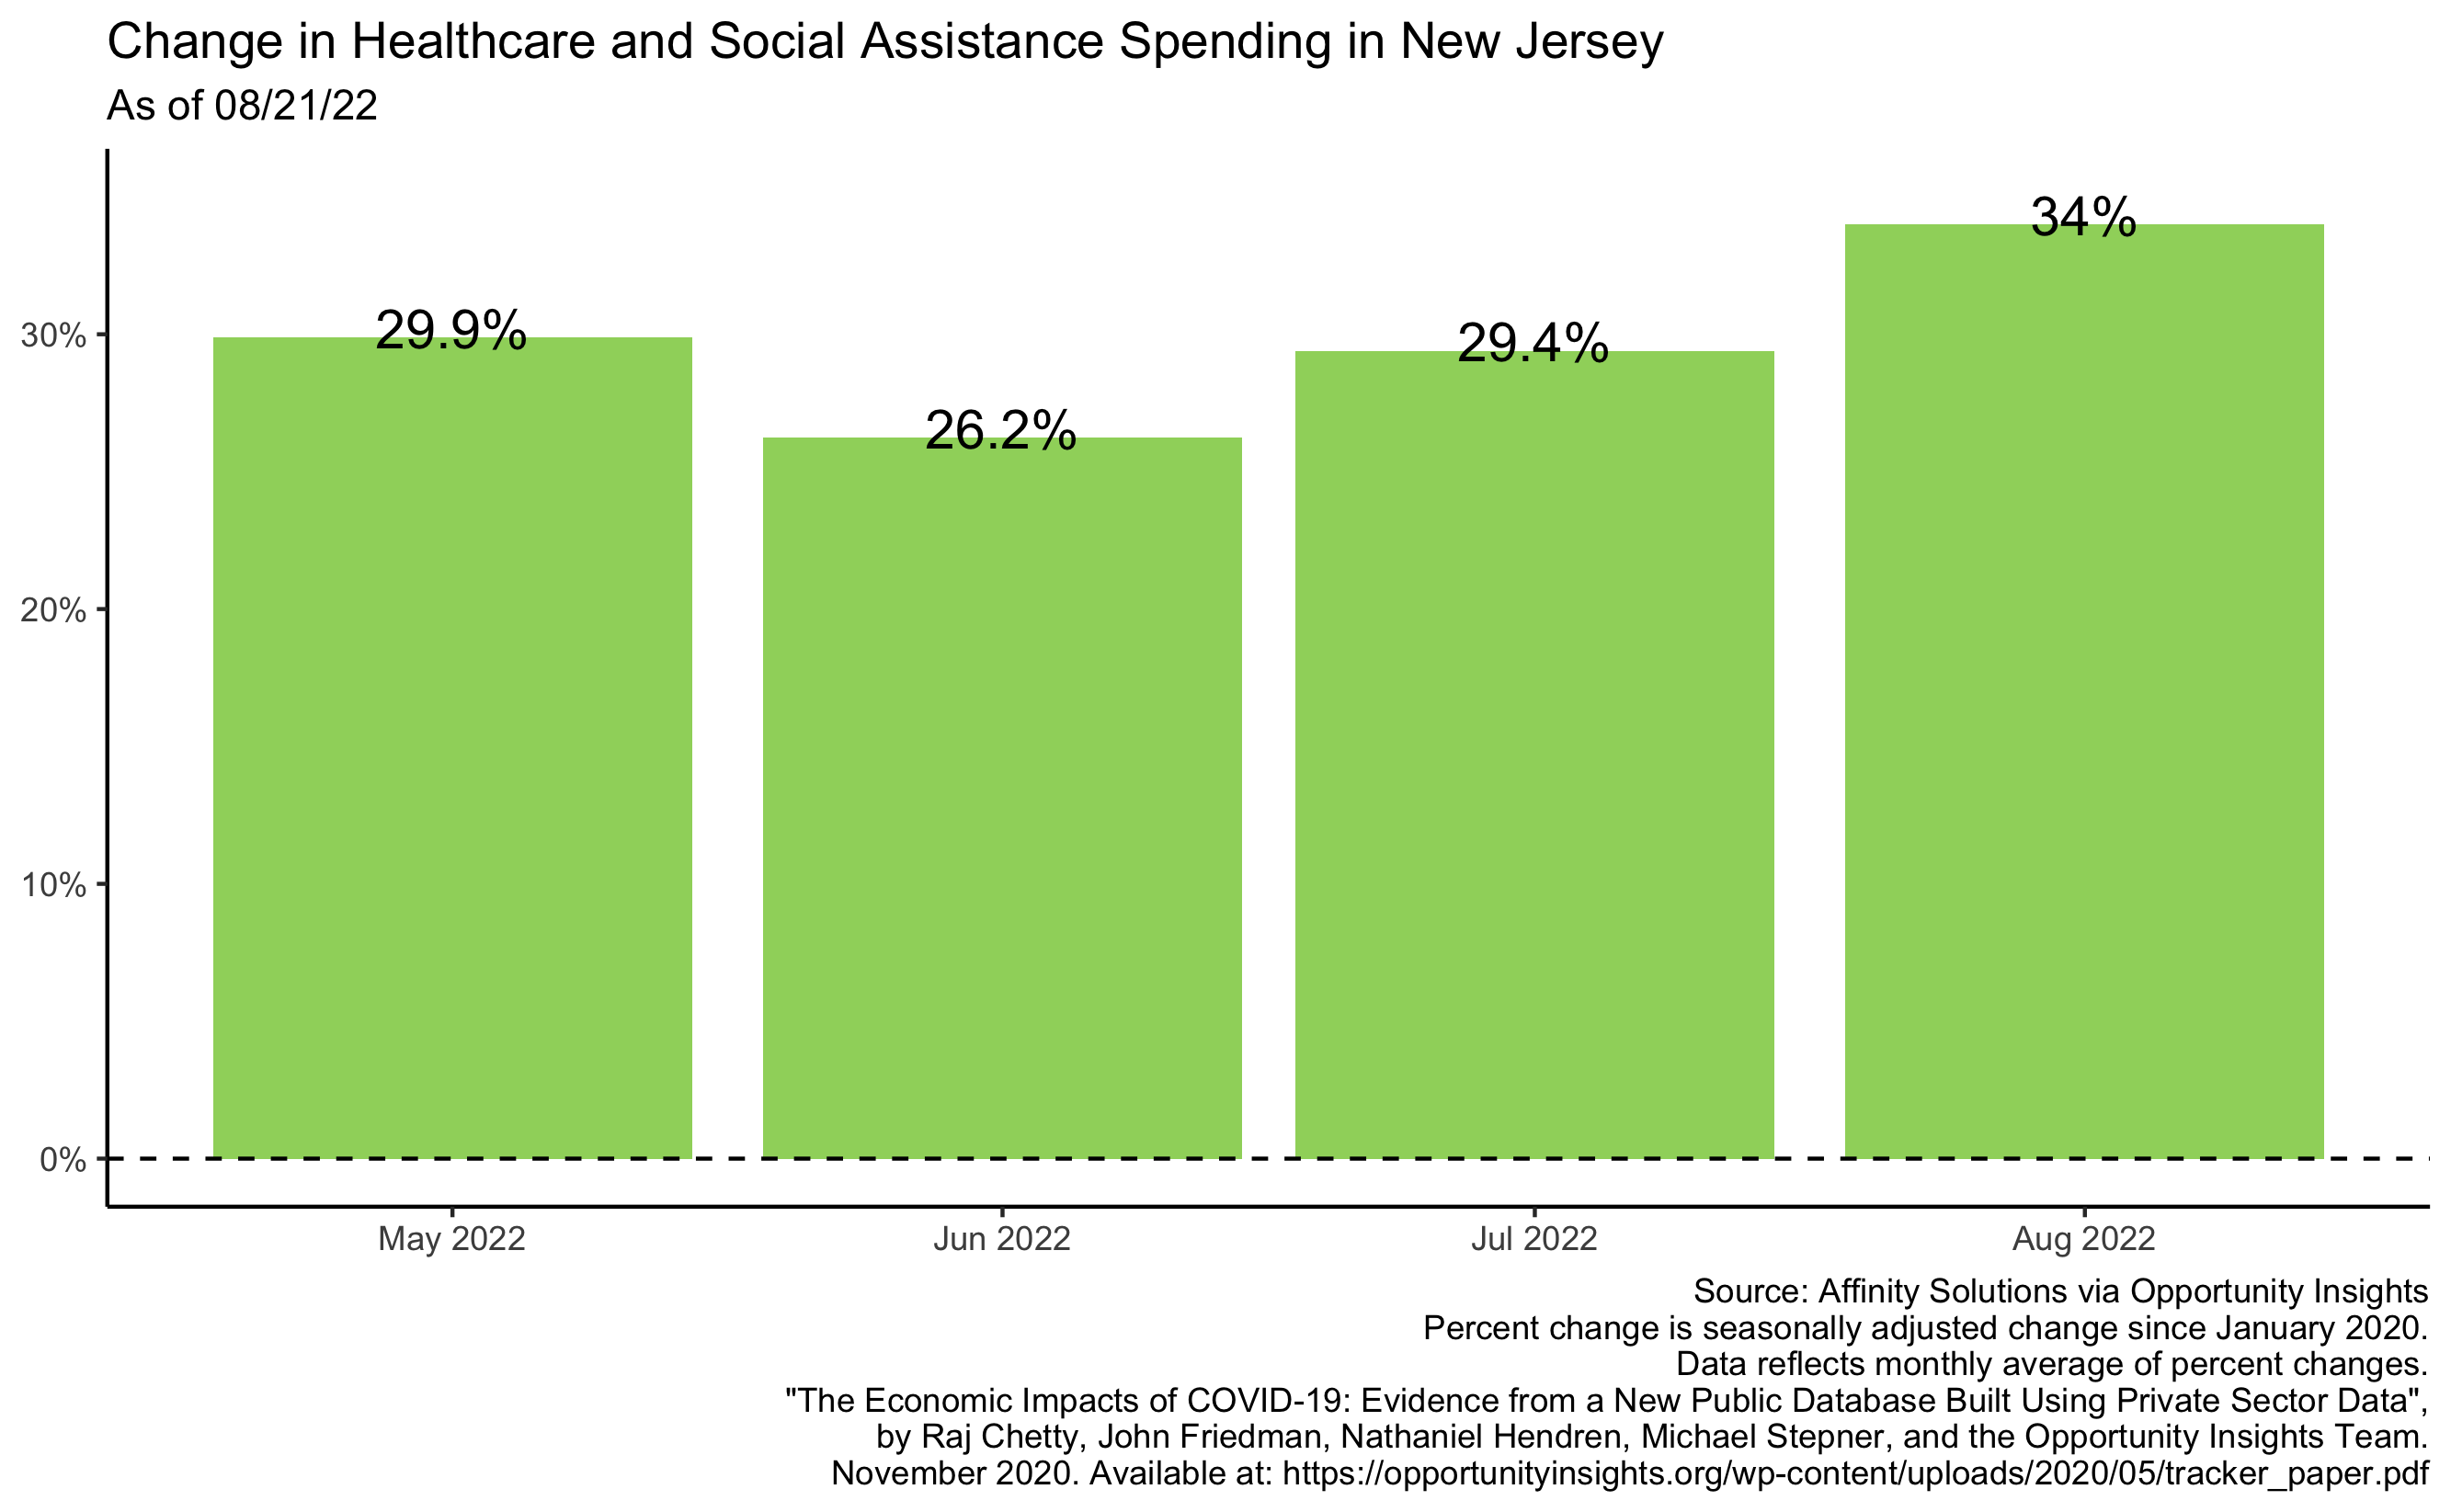 Change in Healthcare and Social Assistance Spending in New Jersey
As of 08/21/22
34%
29.9%
29.4%
26.2%
30%
20%
10%
0%
May 2022
Jun 2022
Jul 2022
Aug 2022
Source: Affinity Solutions via Opportunity Insights
Percent change is seasonally adjusted change since January 2020.
Data reflects monthly average of percent changes.
"The Economic Impacts of COVID-19: Evidence from a New Public Database Built Using Private Sector Data",
by Raj Chetty, John Friedman, Nathaniel Hendren, Michael Stepner, and the Opportunity Insights Team.
November 2020. Available at: https://opportunityinsights.org/wp-content/uploads/2020/05/tracker_paper.pdf